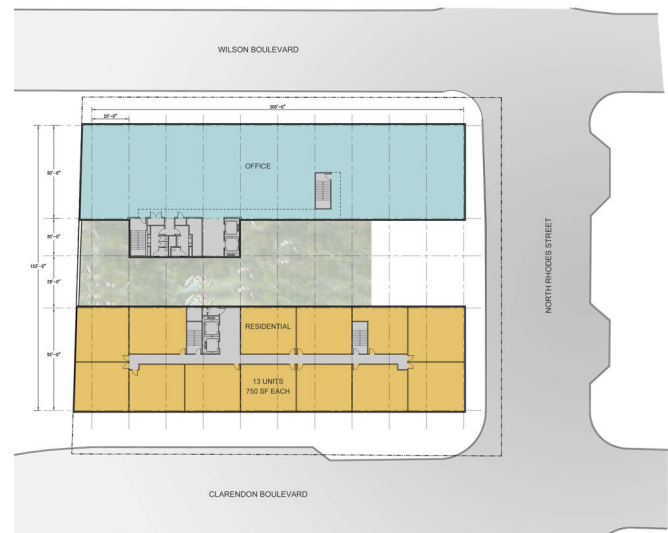 WILSON BOULEVARD
200'-0"
20'-0"
50'-0"
OFFICE
20'-0"
153'-0"
28'-0"
NORTH RHODES STREET
RESIDENTIAL
55'-0"
13 UNITS
750 SF EACH
CLARENDON BOULEVARD